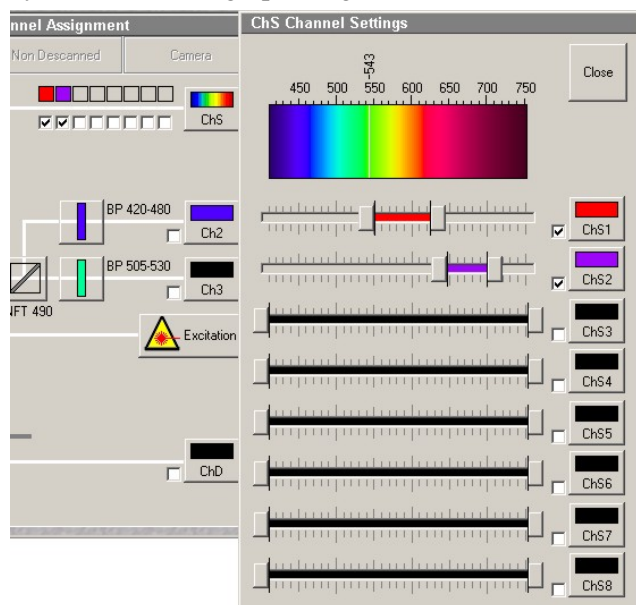 nnel Assignment
Non Descanned
Camera
ChS
BP 420-480
Ch2
BP 505-530
Ch3
NFT 490
Excitation
ChD
ChS Channel Settings
-543
450 500 550 600 650 700 750
Close
ChS1
ChS2
ChS3
ChS4
ChS5
ChS6
ChS7
ChS8